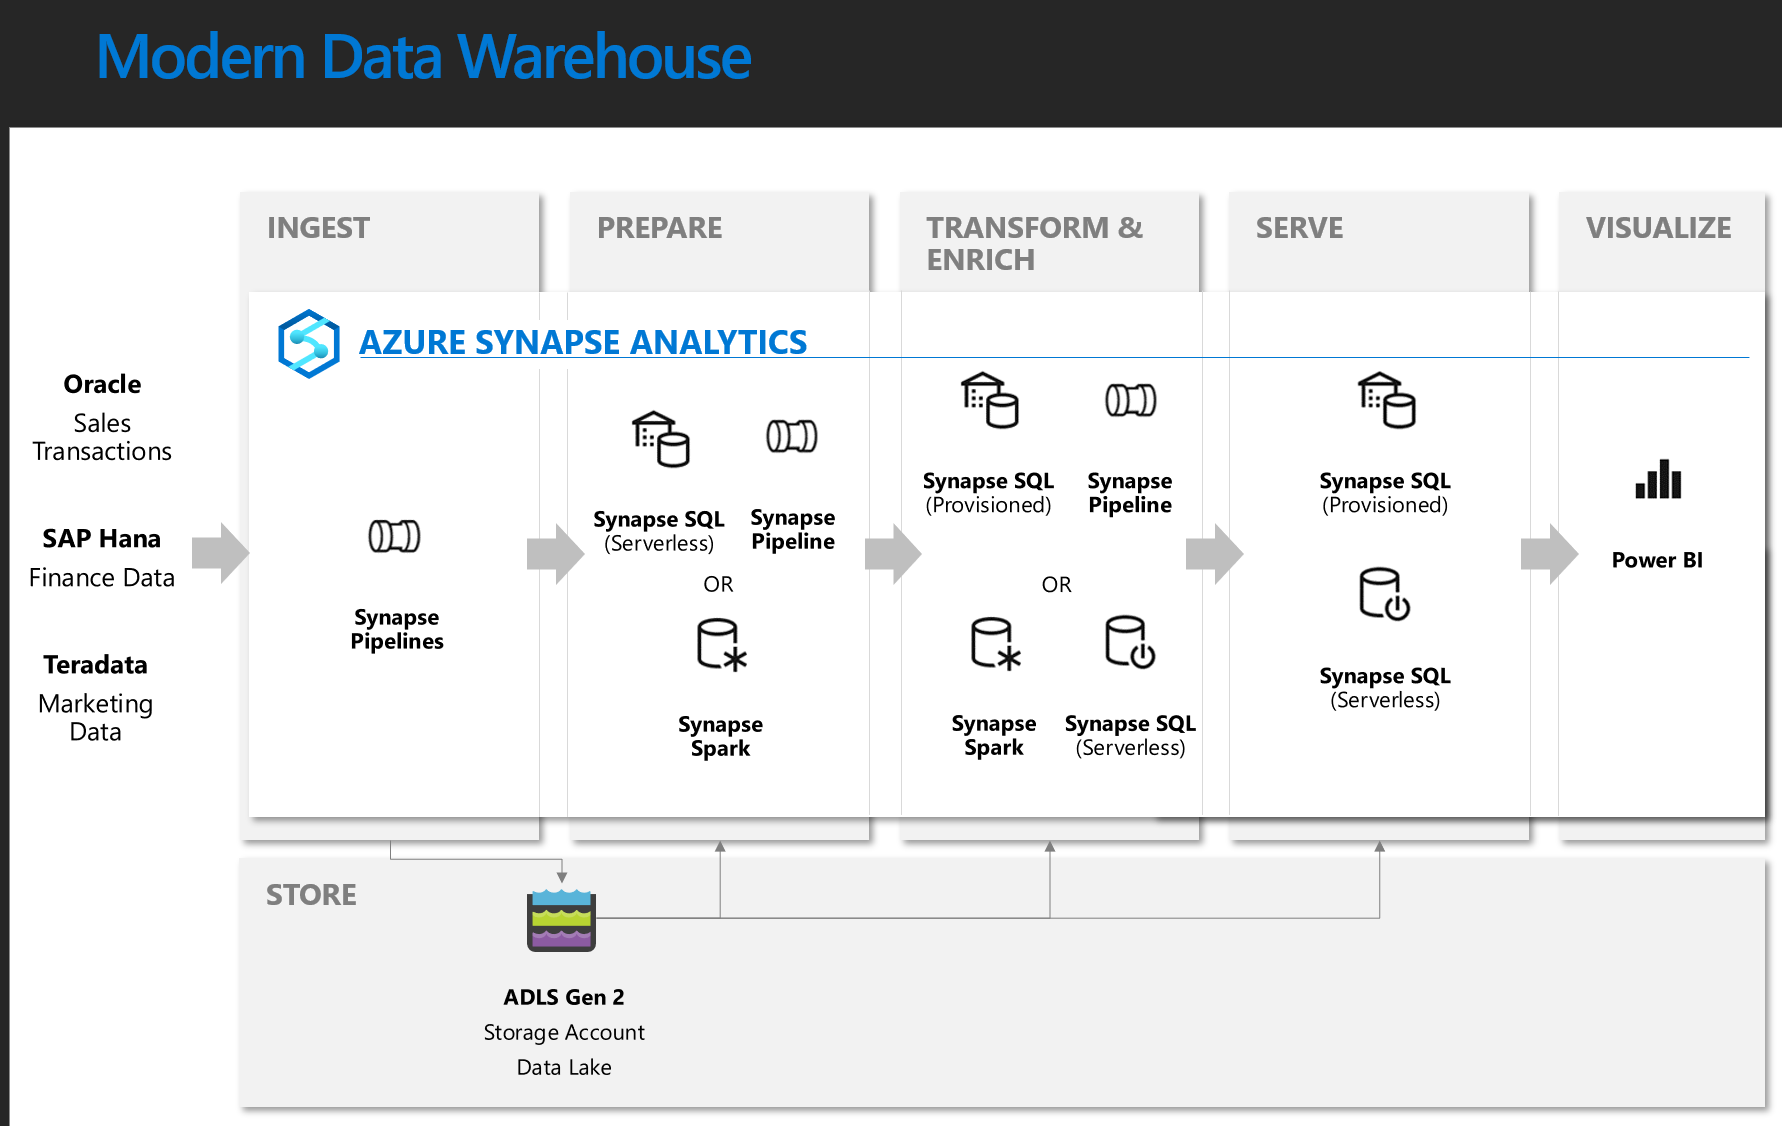 Modern Data Warehouse
INGEST
PREPARE
TRANSFORM &
ENRICH
SERVE
VISUALIZE
AZURE SYNAPSE ANALYTICS
Oracle
Sales
Transactions
SAP Hana
Finance Data
Teradata
Marketing
Data
Synapse
Pipelines
Synapse SQL
(Serverless)
Synapse
Pipeline
OR
Synapse
Spark
Synapse SQL
(Provisioned)
Synapse
Pipeline
OR
Synapse
Spark
Synapse SQL
(Serverless)
Synapse SQL
(Provisioned)
Synapse SQL
(Serverless)
Power BI
STORE
ADLS Gen 2
Storage Account
Data Lake